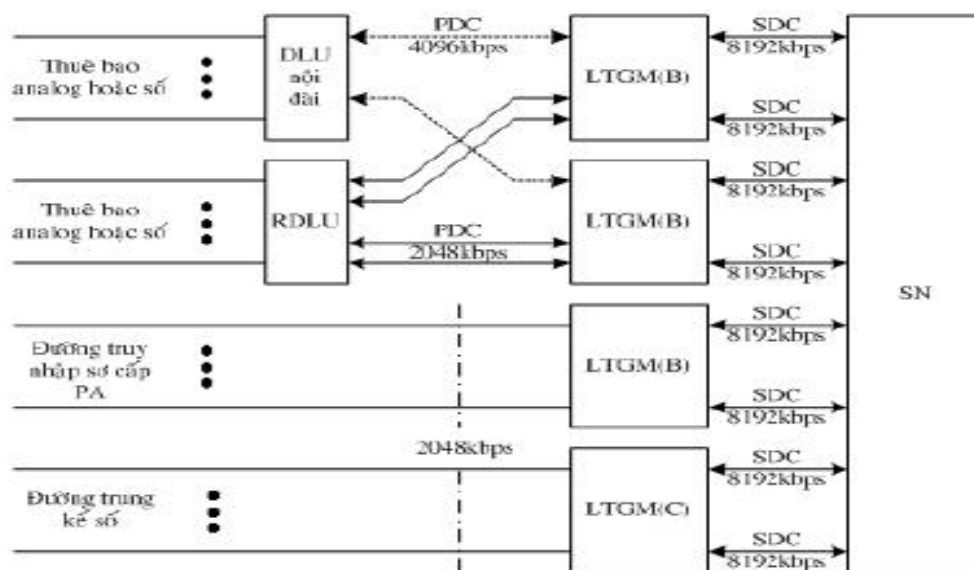 PDC
4096kbps
SDC
8192kbps
Thuê bao
analog hoặc số
DLU
nội
đài
LTGM(B)
SDC
8192kbps
SDC
8192kbps
Thuê bao
analog hoặc số
RDLU
PDC
2048kbps
LTGM(B)
SDC
8192kbps
SN
SDC
8192kbps
Đường truy
nhập sơ cấp
PA
LTGM(B)
SDC
8192kbps
2048kbps
SDC
8192kbps
Đường trung
kế số
LTGM(C)
SDC
8192kbps